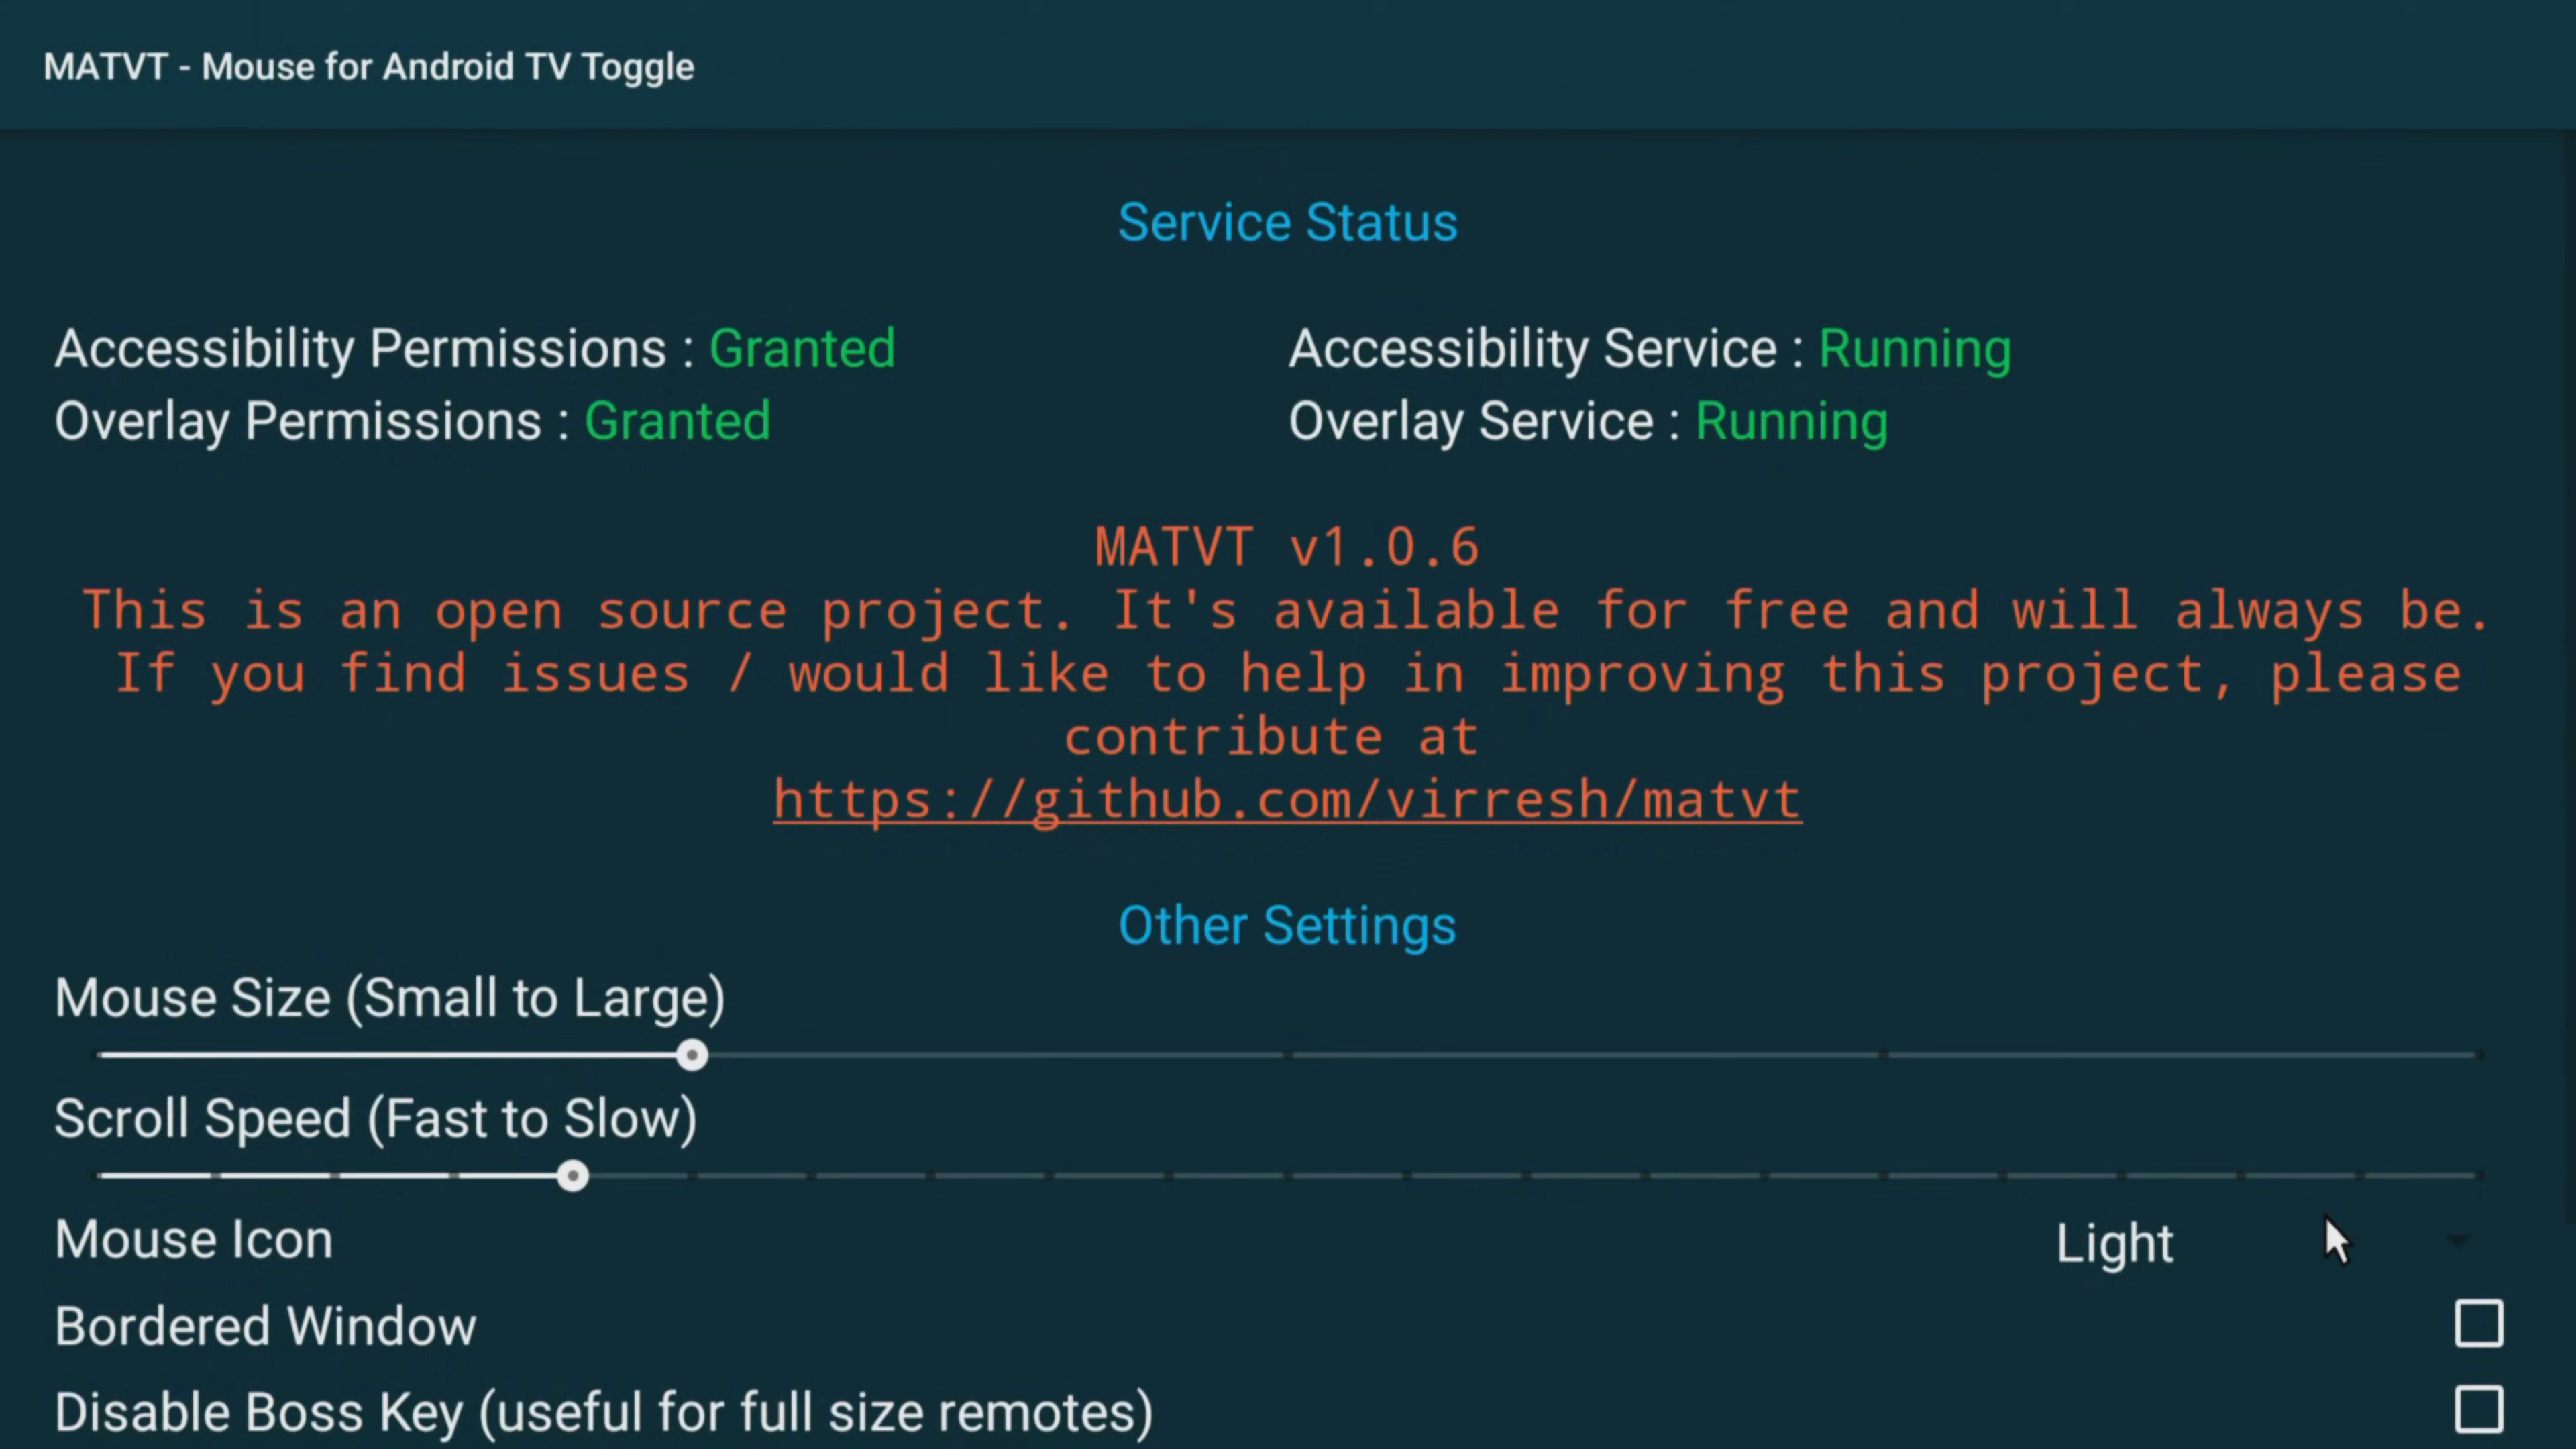 MATVT - Mouse for Android TV Toggle
Service Status
Accessibility Permissions : Granted
Accessibility Service : Running
Overlay Permissions : Granted
Overlay Service : Running
MATVT v1.0.6
This is an open source project. It's available for free and will always be.
If you find issues / would like to help in improving this project, please
contribute at
https://github.com/virresh/matvt
Other Settings
Mouse Size (Small to Large)
Scroll Speed (Fast to Slow)
Mouse Icon
Light
Bordered Window
Disable Boss Key (useful for full size remotes)